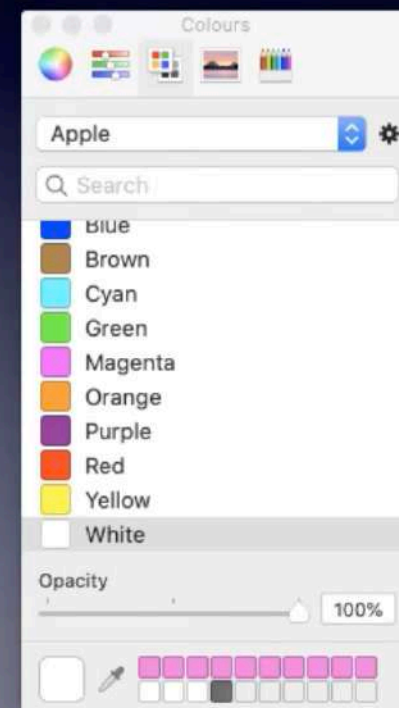 Colours
Apple
Search
Blue
Brown
Cyan
Green
Magenta
Orange
Purple
Red
Yellow
White
Opacity
100%